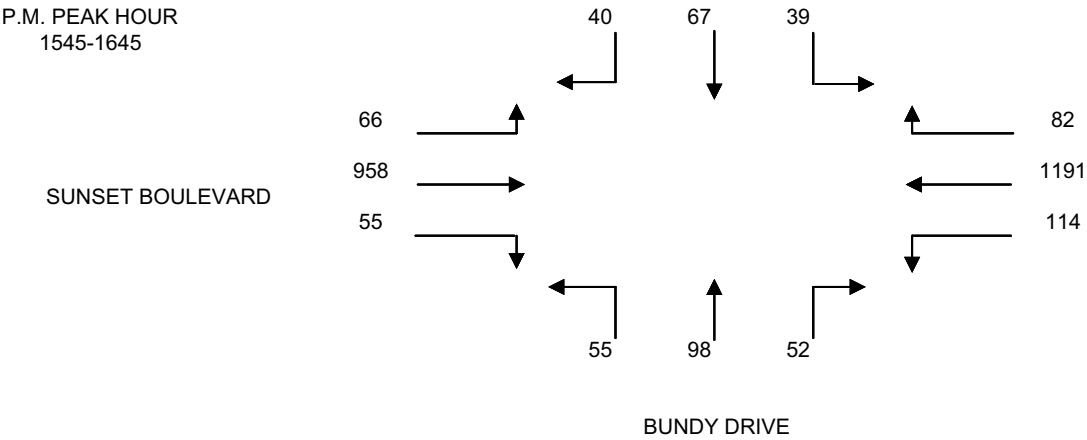 P.M. PEAK HOUR
1545-1645
40 67 39
66 82
958 1191
SUNSET BOULEVARD
55 114
55 98 52
BUNDY DRIVE